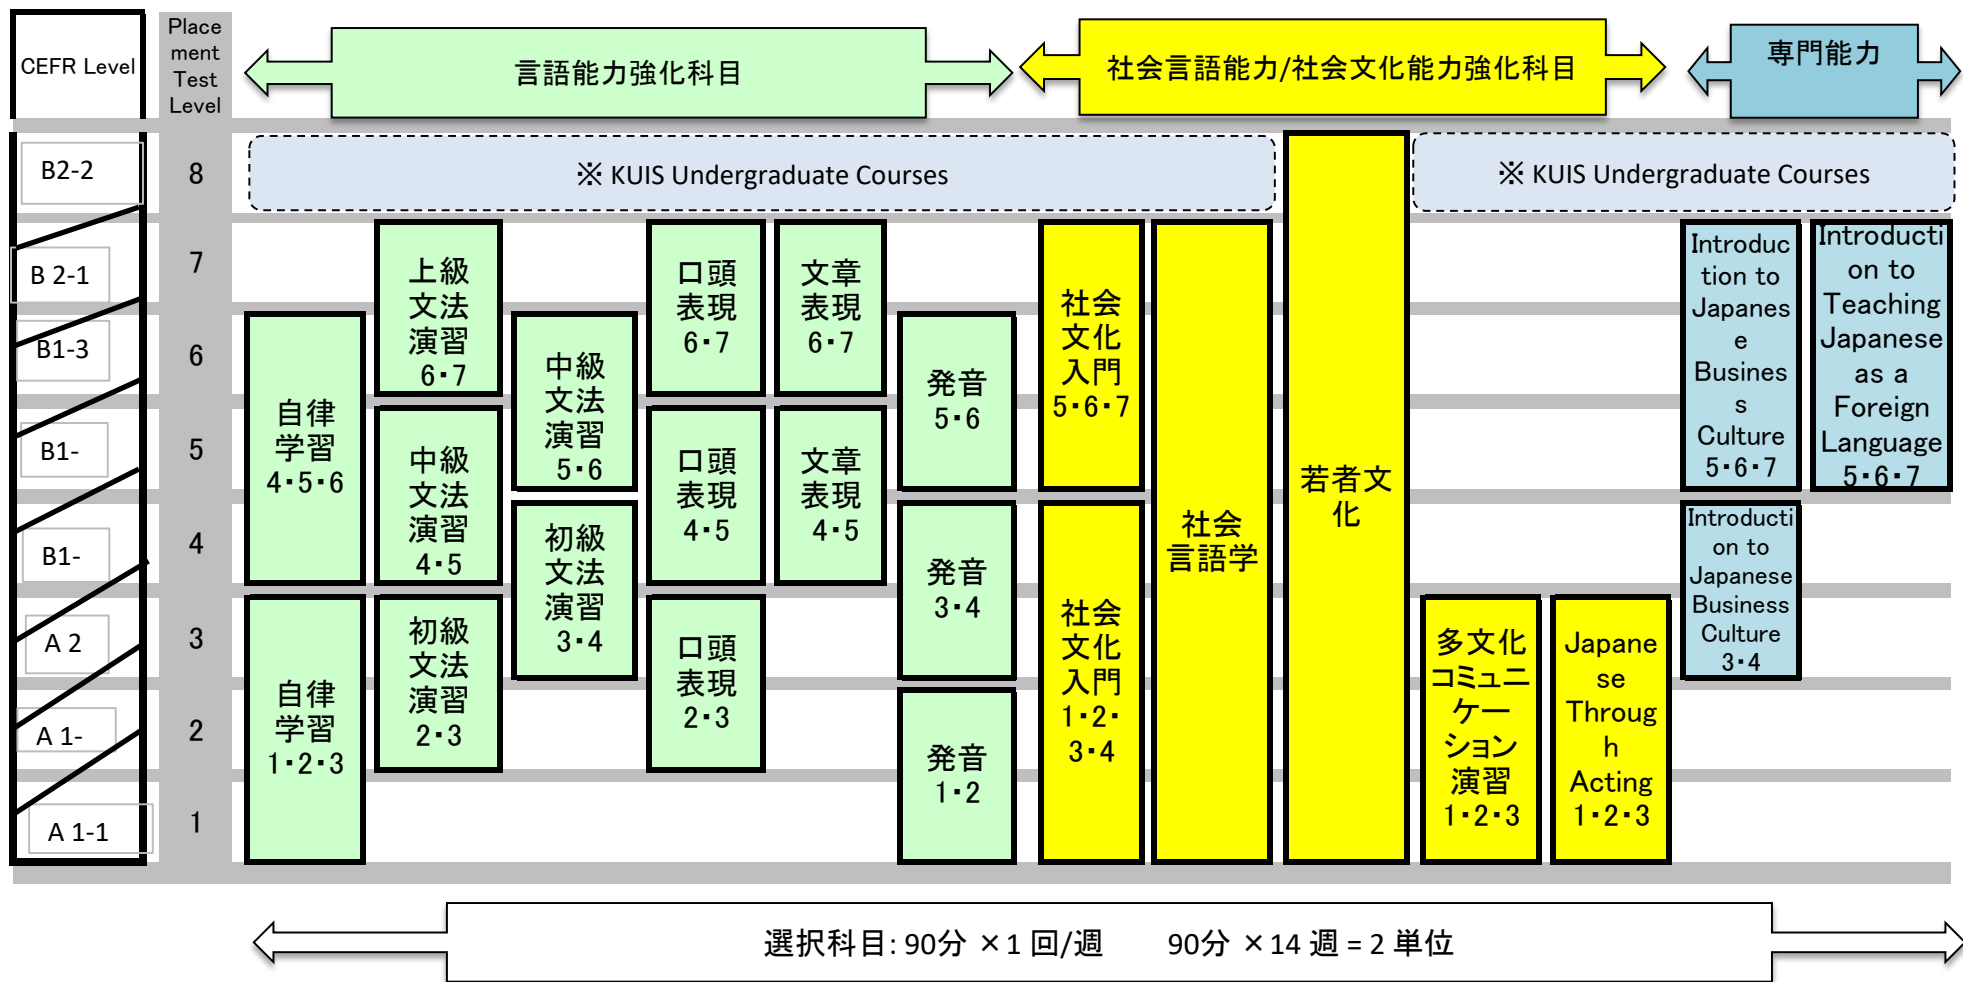 CEFR Level
Place
ment
Test
Level
言語能力強化科目
社会言語能力/社会文化能力強化科目
専門能力
B2-2
8
※ KUIS Undergraduate Courses
※ KUIS Undergraduate Courses
B 2-1
7
B1-3
6
B1-
5
B1-
4
A 2
3
A 1-
2
A 1-1
1
自律
学習
4・5・6
自律
学習
1・2・3
上級
文法
演習
6・7
中級
文法
演習
4・5
初級
文法
演習
2・3
中級
文法
演習
5・6
初級
文法
演習
3・4
口頭
表現
6・7
口頭
表現
4・5
口頭
表現
2・3
文章
表現
6・7
文章
表現
4・5
発音
5・6
発音
3・4
発音
1・2
社会
文化
入門
5・6・7
社会
文化
入門
1・2・
3・4
社会
言語学
若者文
化
多文化
コミュニ
ケー
ション
演習
1・2・3
Japane
se
Throug
h
Acting
1・2・3
Introduc
tion to
Japanes
e
Busines
s
Culture
5・6・7
Introducti
on to
Japanese
Business
Culture
3・4
Introducti
on to
Teaching
Japanese
as a
Foreign
Language
5・6・7
選択科目: 90分 ×1 回/週 90分 ×14 週 = 2 単位